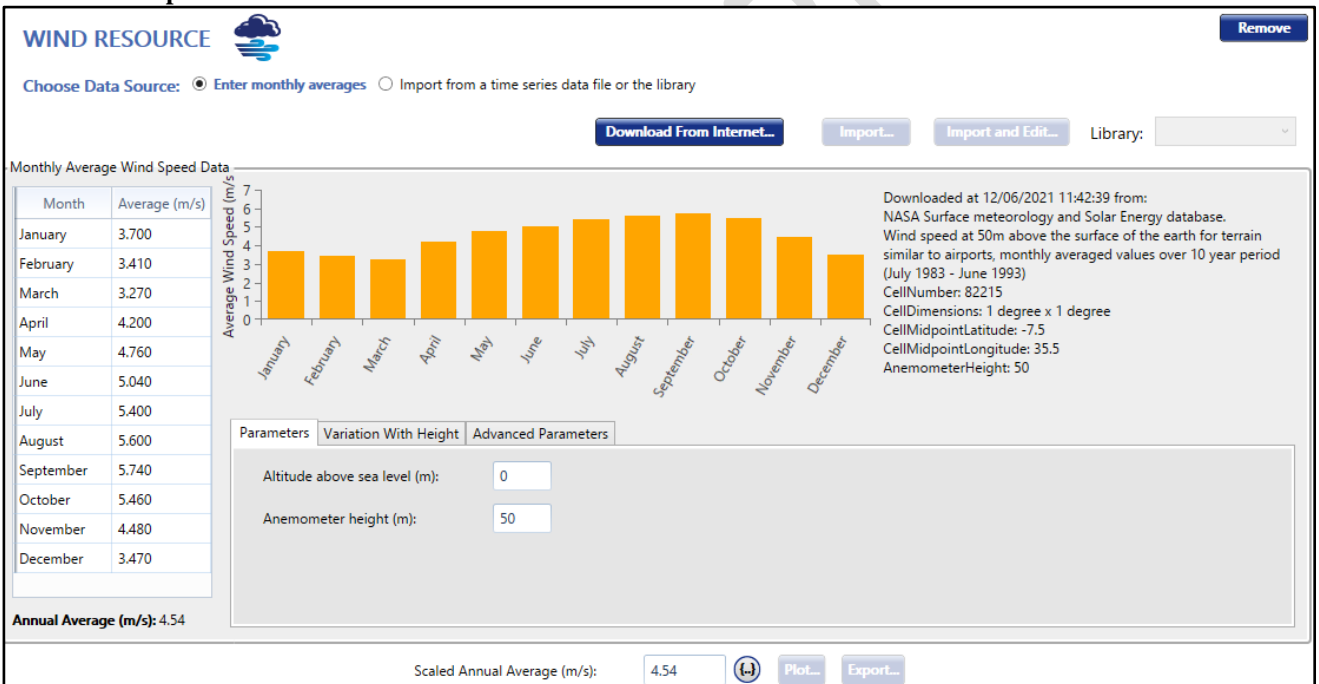 WIND RESOURCE
Remove
Choose Data Source: Enter monthly averages Import from a time series data file or the library
Download From Internet... Import... Import and Edit... Library:
Monthly Average Wind Speed Data
Month Average (m/s)
January 3.700
February 3.410
March 3.270
April 4.200
May 4.760
June 5.040
July 5.400
August 5.600
September 5.740
October 5.460
November 4.480
December 3.470
Annual Average (m/s): 4.54
Average Wind Speed (m/s
7
6
5
4
3
2
1
0
January February March April May June July August September October November December
Downloaded at 12/06/2021 11:42:39 from:
NASA Surface meteorology and Solar Energy database.
Wind speed at 50m above the surface of the earth for terrain
similar to airports, monthly averaged values over 10 year period
(July 1983 - June 1993)
CellNumber: 82215
CellDimensions: 1 degree x 1 degree
CellMidpointLatitude: -7.5
CellMidpointLongitude: 35.5
AnemometerHeight: 50
Parameters Variation With Height Advanced Parameters
Altitude above sea level (m): 0
Anemometer height (m): 50
Scaled Annual Average (m/s): 4.54 {..} Plot... Export...